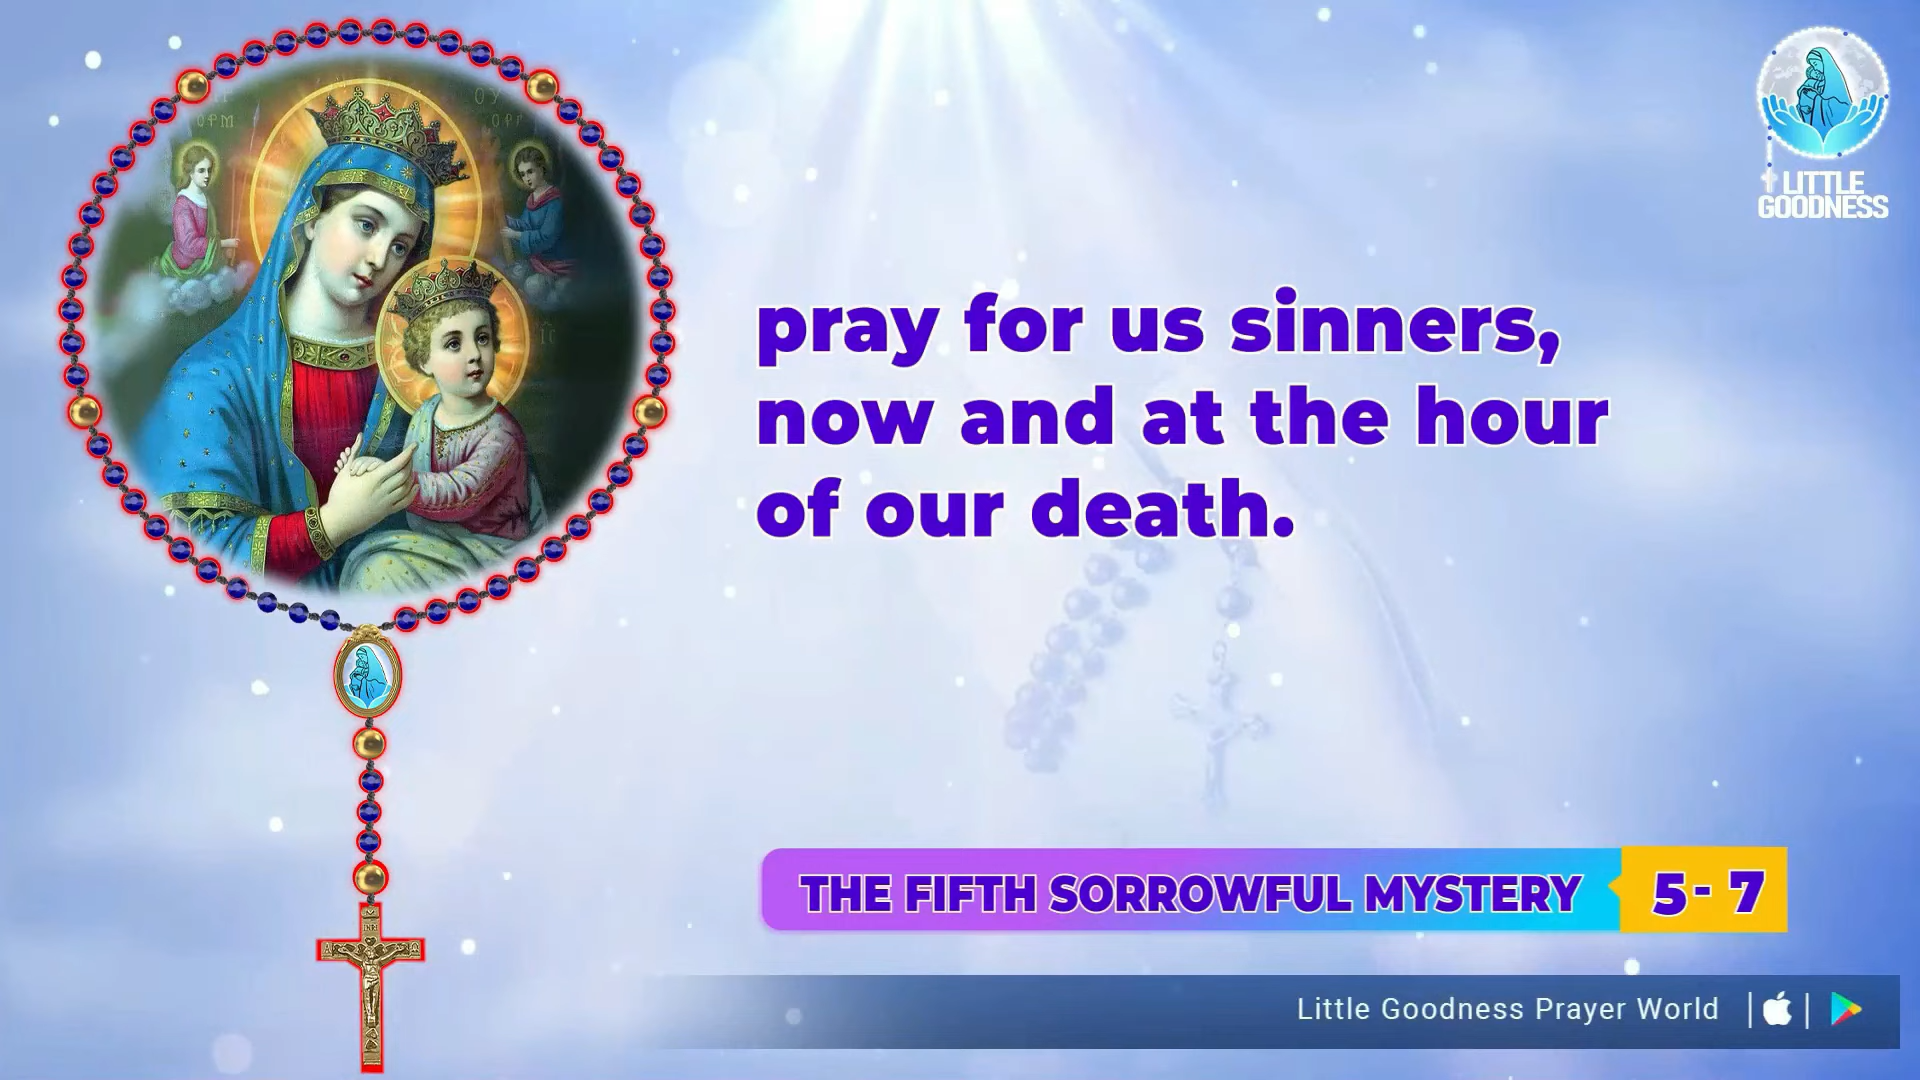 LITTLE
GOODNESS
pray for us sinners,
now and at the hour
of our death.
THE FIFTH SORROWFUL MYSTERY 5- 7
Little Goodness Prayer World
INRI